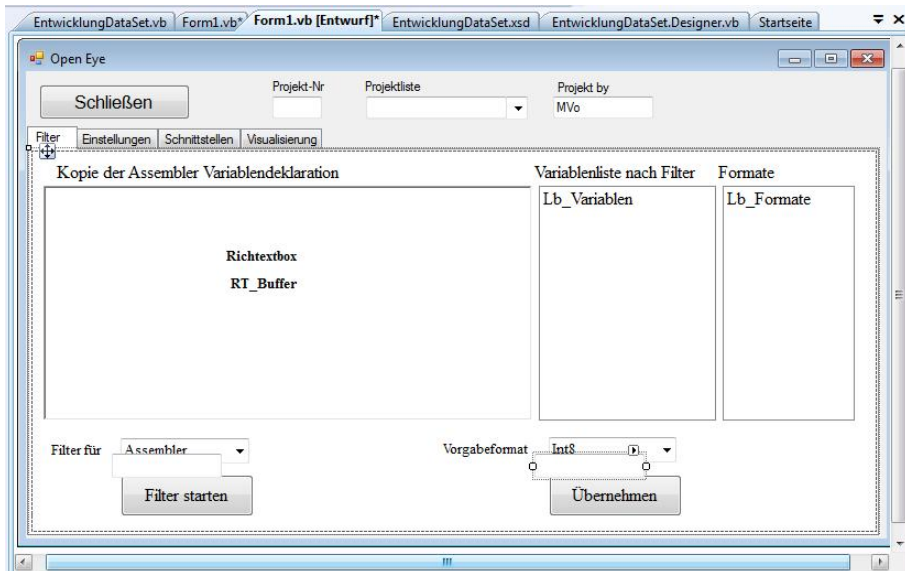 EntwicklungDataSet.vb Form1.vb* Form1.vb [Entwurf]* EntwicklungDataSet.xsd EntwicklungDataSet.Designer.vb Startseite
Open Eye
Projekt-Nr Projektliste Projekt by
Schließen MVo
Filter Einstellungen Schnittstellen Visualisierung
Kopie der Assembler Variablendeklaration Variablenliste nach Filter Formate
Lb_Variablen Lb_Formate
Richtextbox
RT_Buffer
Filter für Assembler Vorgabeformat Int8
Filter starten Übernehmen